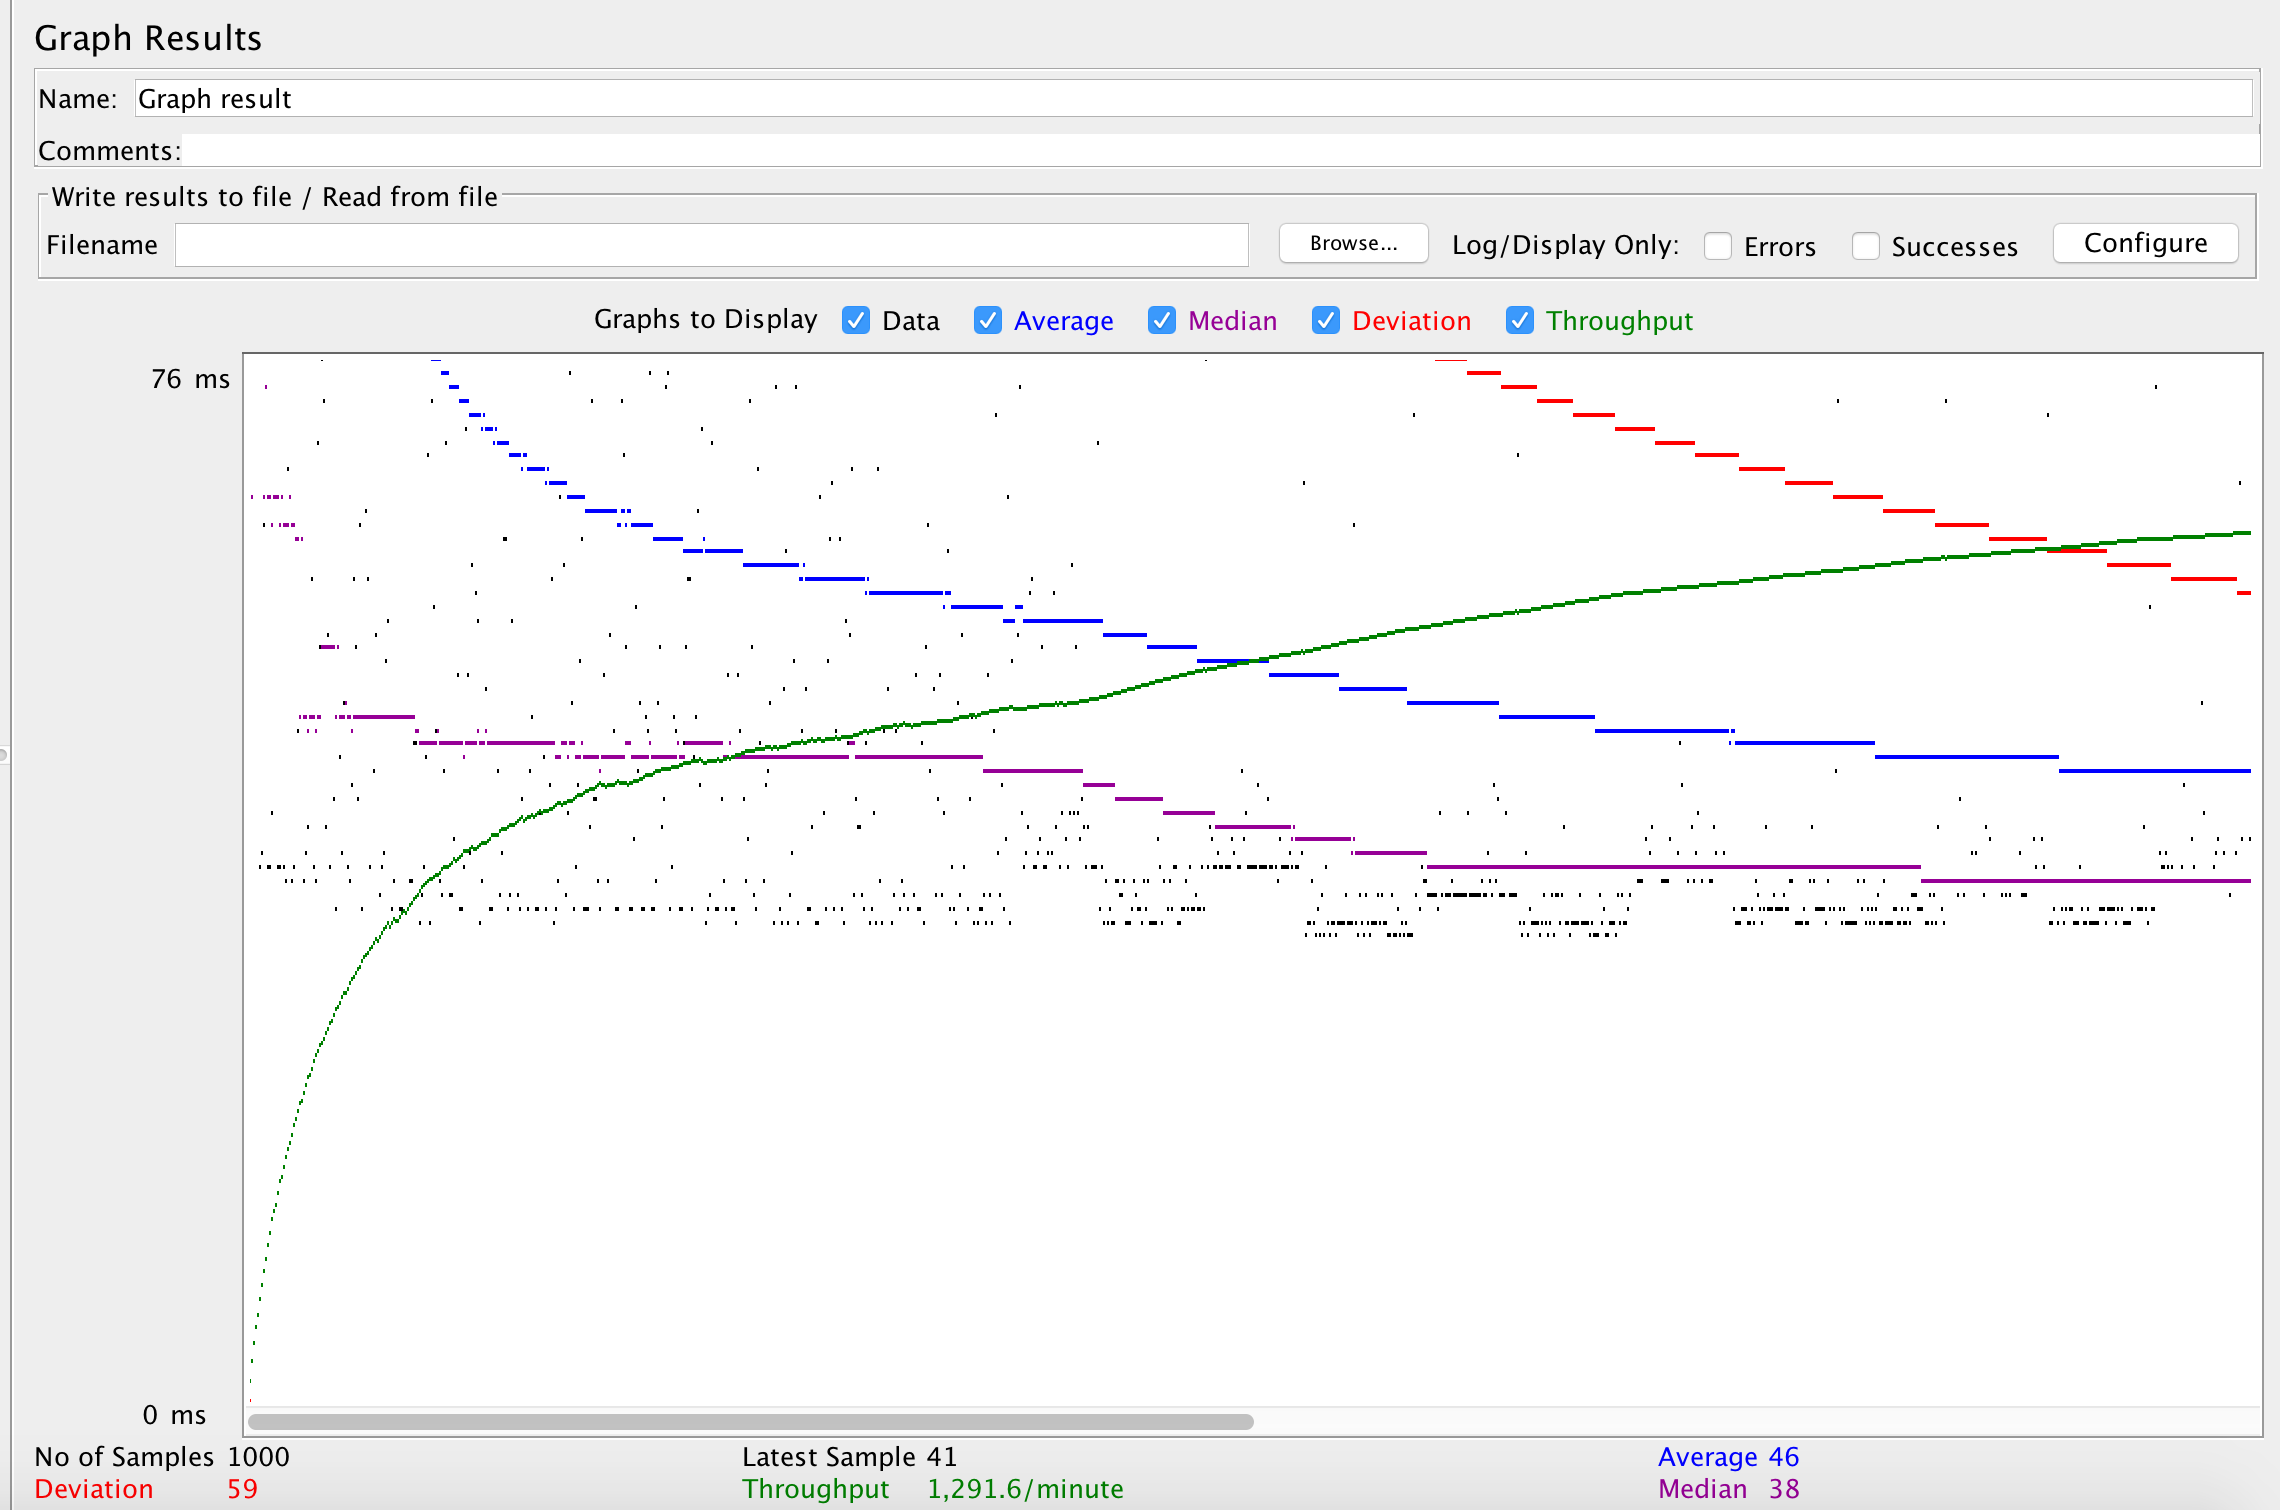 Graph Results
Name: Graph result
Comments:
Write results to file / Read from file
Filename Browse... Log/Display Only: Errors Successes Configure
Graphs to Display Data Average Median Deviation Throughput
76 ms
0 ms
No of Samples 1000 Latest Sample 41 Average 46
Deviation 59 Throughput 1,291.6/minute Median 38